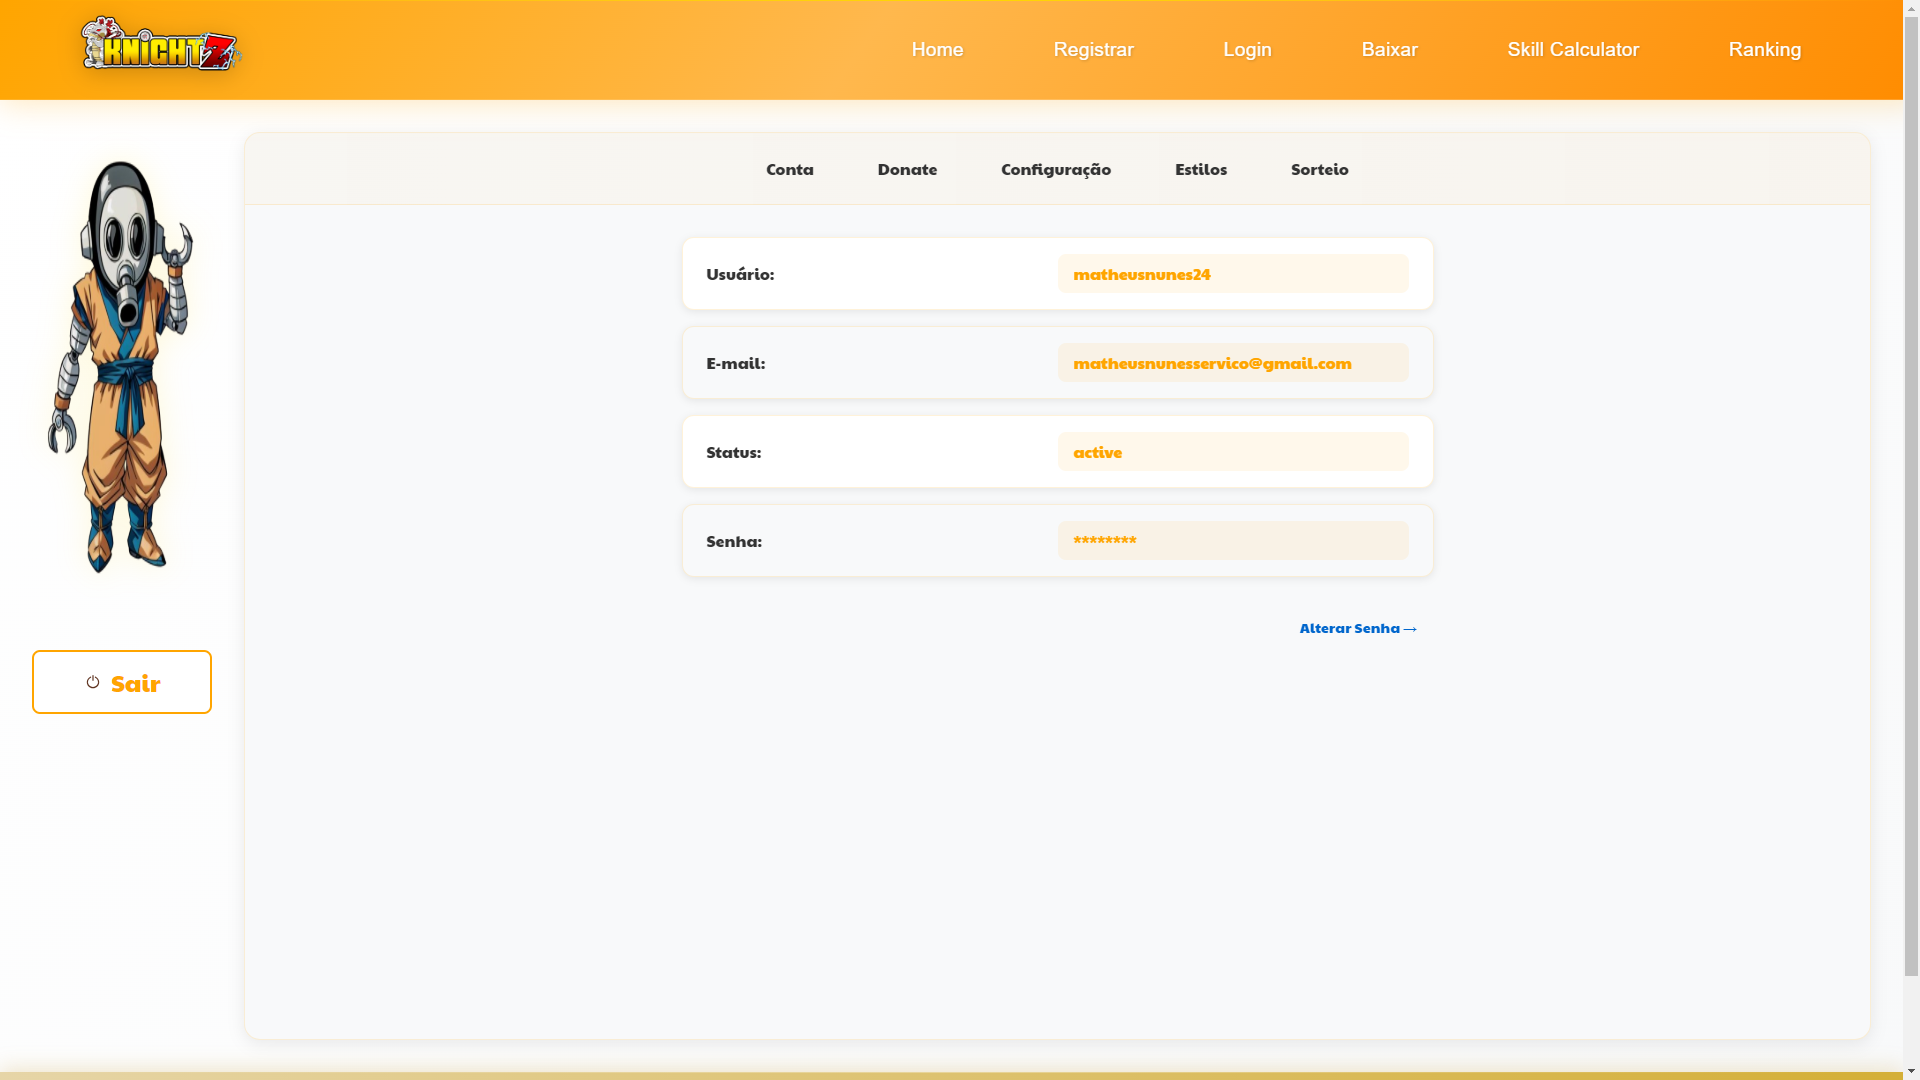 KNIGHT Z
Home
Registrar
Login
Baixar
Skill Calculator
Ranking
Conta
Donate
Configuração
Estilos
Sorteio
Usuário:
matheusnunes24
E-mail:
matheusnunesservico@gmail.com
Status:
active
Senha:
********
Alterar Senha →
Sair